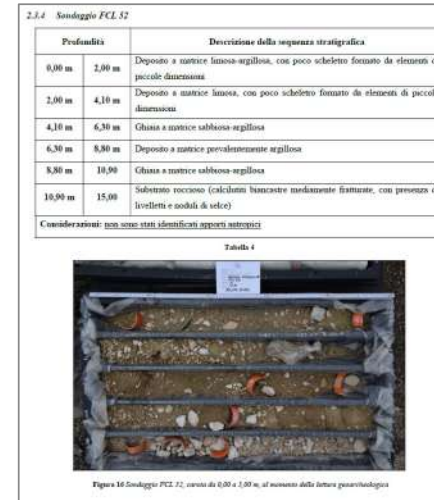 2.3.4 Sondaggio FCL 32
Profondità Descrizione della sequenza stratigrafica
0,00 m 2,00 m Deposito a matrice limosa-argillosa, con poco scheletro formato da elementi d
piccole dimensioni
2,00 m 4,10 m Deposito a matrice limosa, con poco scheletro formato da elementi di piccol
dimensioni
4,10 m 6,30 m Ghiaia a matrice sabbiosa-argillosa
6,30 m 8,80 m Deposito a matrice prevalentemente argillosa
8,80 m 10,90 Ghiaia a matrice sabbiosa-argillosa
10,90 m 15,00 Substrato roccioso (calcilutiti biancastre mediamente fratturate, con presenza d
livelletti e noduli di selce)
Considerazioni: non sono stati identificati apporti antropici
Tabella 4
Figura 16 Sondaggio FCL 32, carota da 0,00 a 5,00 m, al momento della lettura geoarcheologica